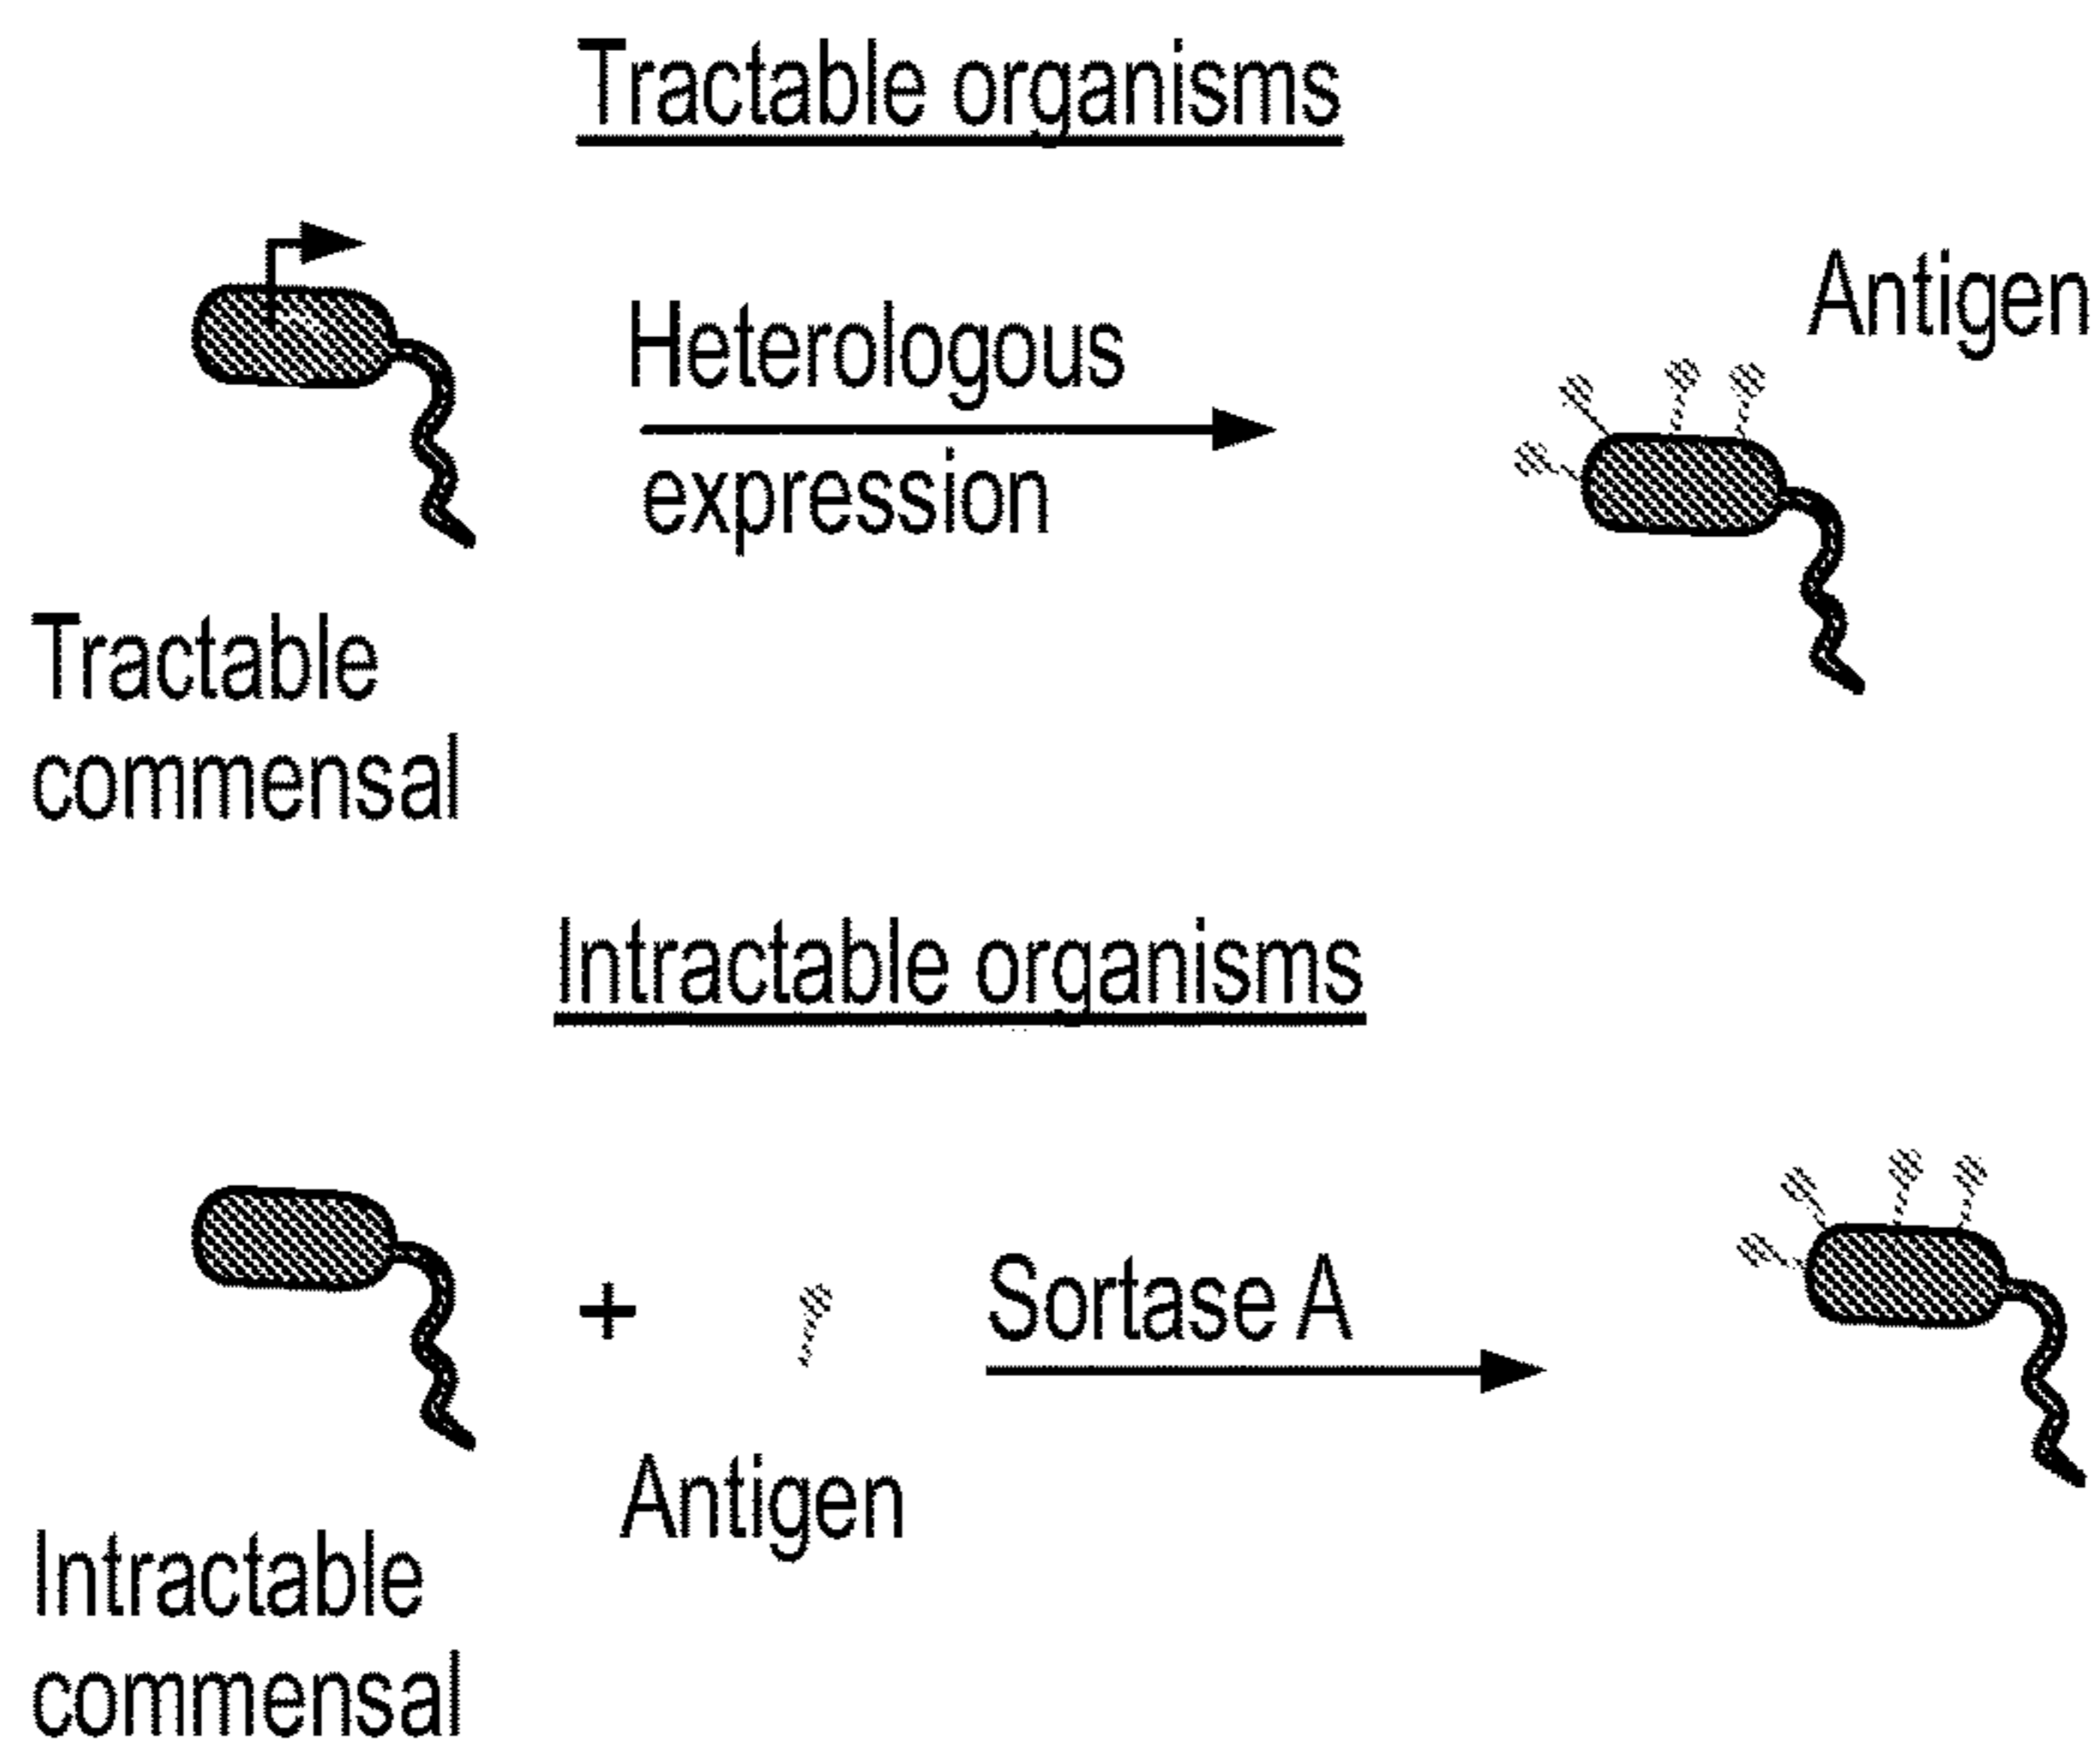 Tractable organisms
Antigen
Heterologous
expression
Tractable
commensal
Intractable organisms
+
Sortase A
Antigen
Intractable
commensal